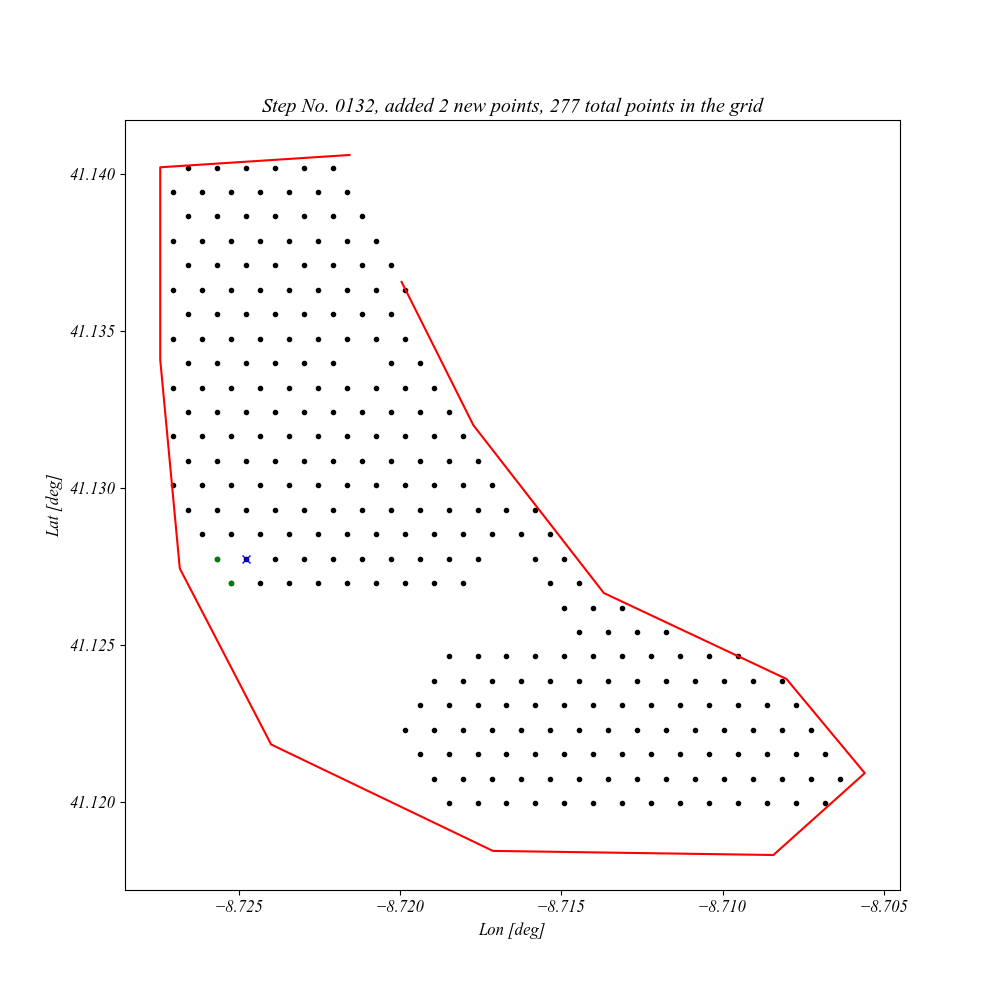 Step No. 0132, added 2 new points, 277 total points in the grid
41.140
41.135
41.130
41.125
41.120
Lat [deg]
−8.725 −8.720 −8.715 −8.710 −8.705
Lon [deg]